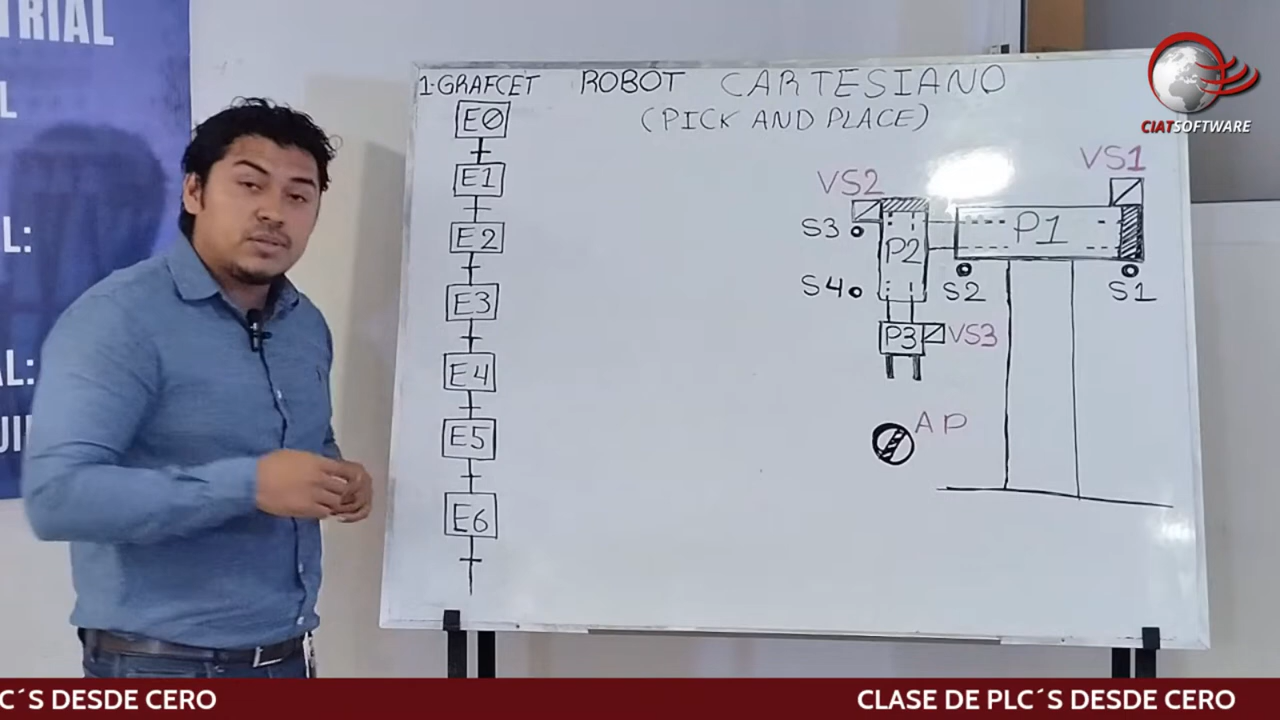 TRIAL
L
L:
AL:
1.GRAFCET
ROBOT CARTESIANO
(PICK AND PLACE)
E0
E1
E2
E3
E4
E5
E6
VS1
VS2
S3
P2
P1
S4
S2
S1
P3
VS3
AP
CIATSOFTWARE
C´S DESDE CERO
CLASE DE PLC´S DESDE CERO